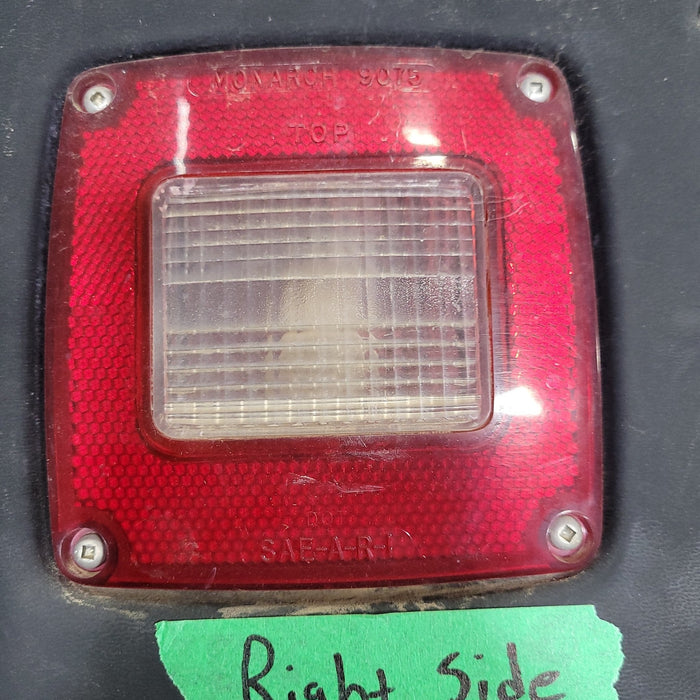 MONARCH 9075
TOP
DOT
SAE-A-R-I
Right Side